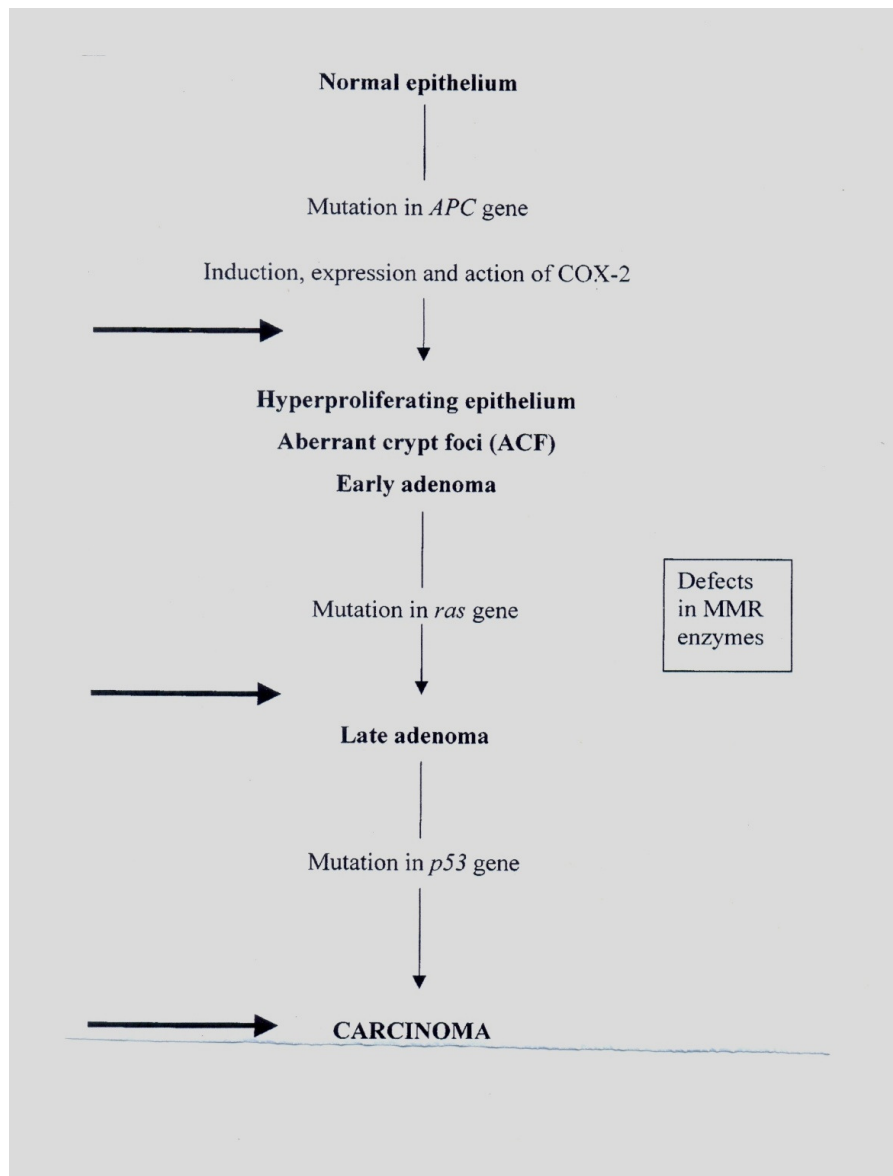 Normal epithelium
Mutation in APC gene
Induction, expression and action of COX-2
Hyperproliferating epithelium
Aberrant crypt foci (ACF)
Early adenoma
Mutation in ras gene
Defects
in MMR
enzymes
Late adenoma
Mutation in p53 gene
CARCINOMA